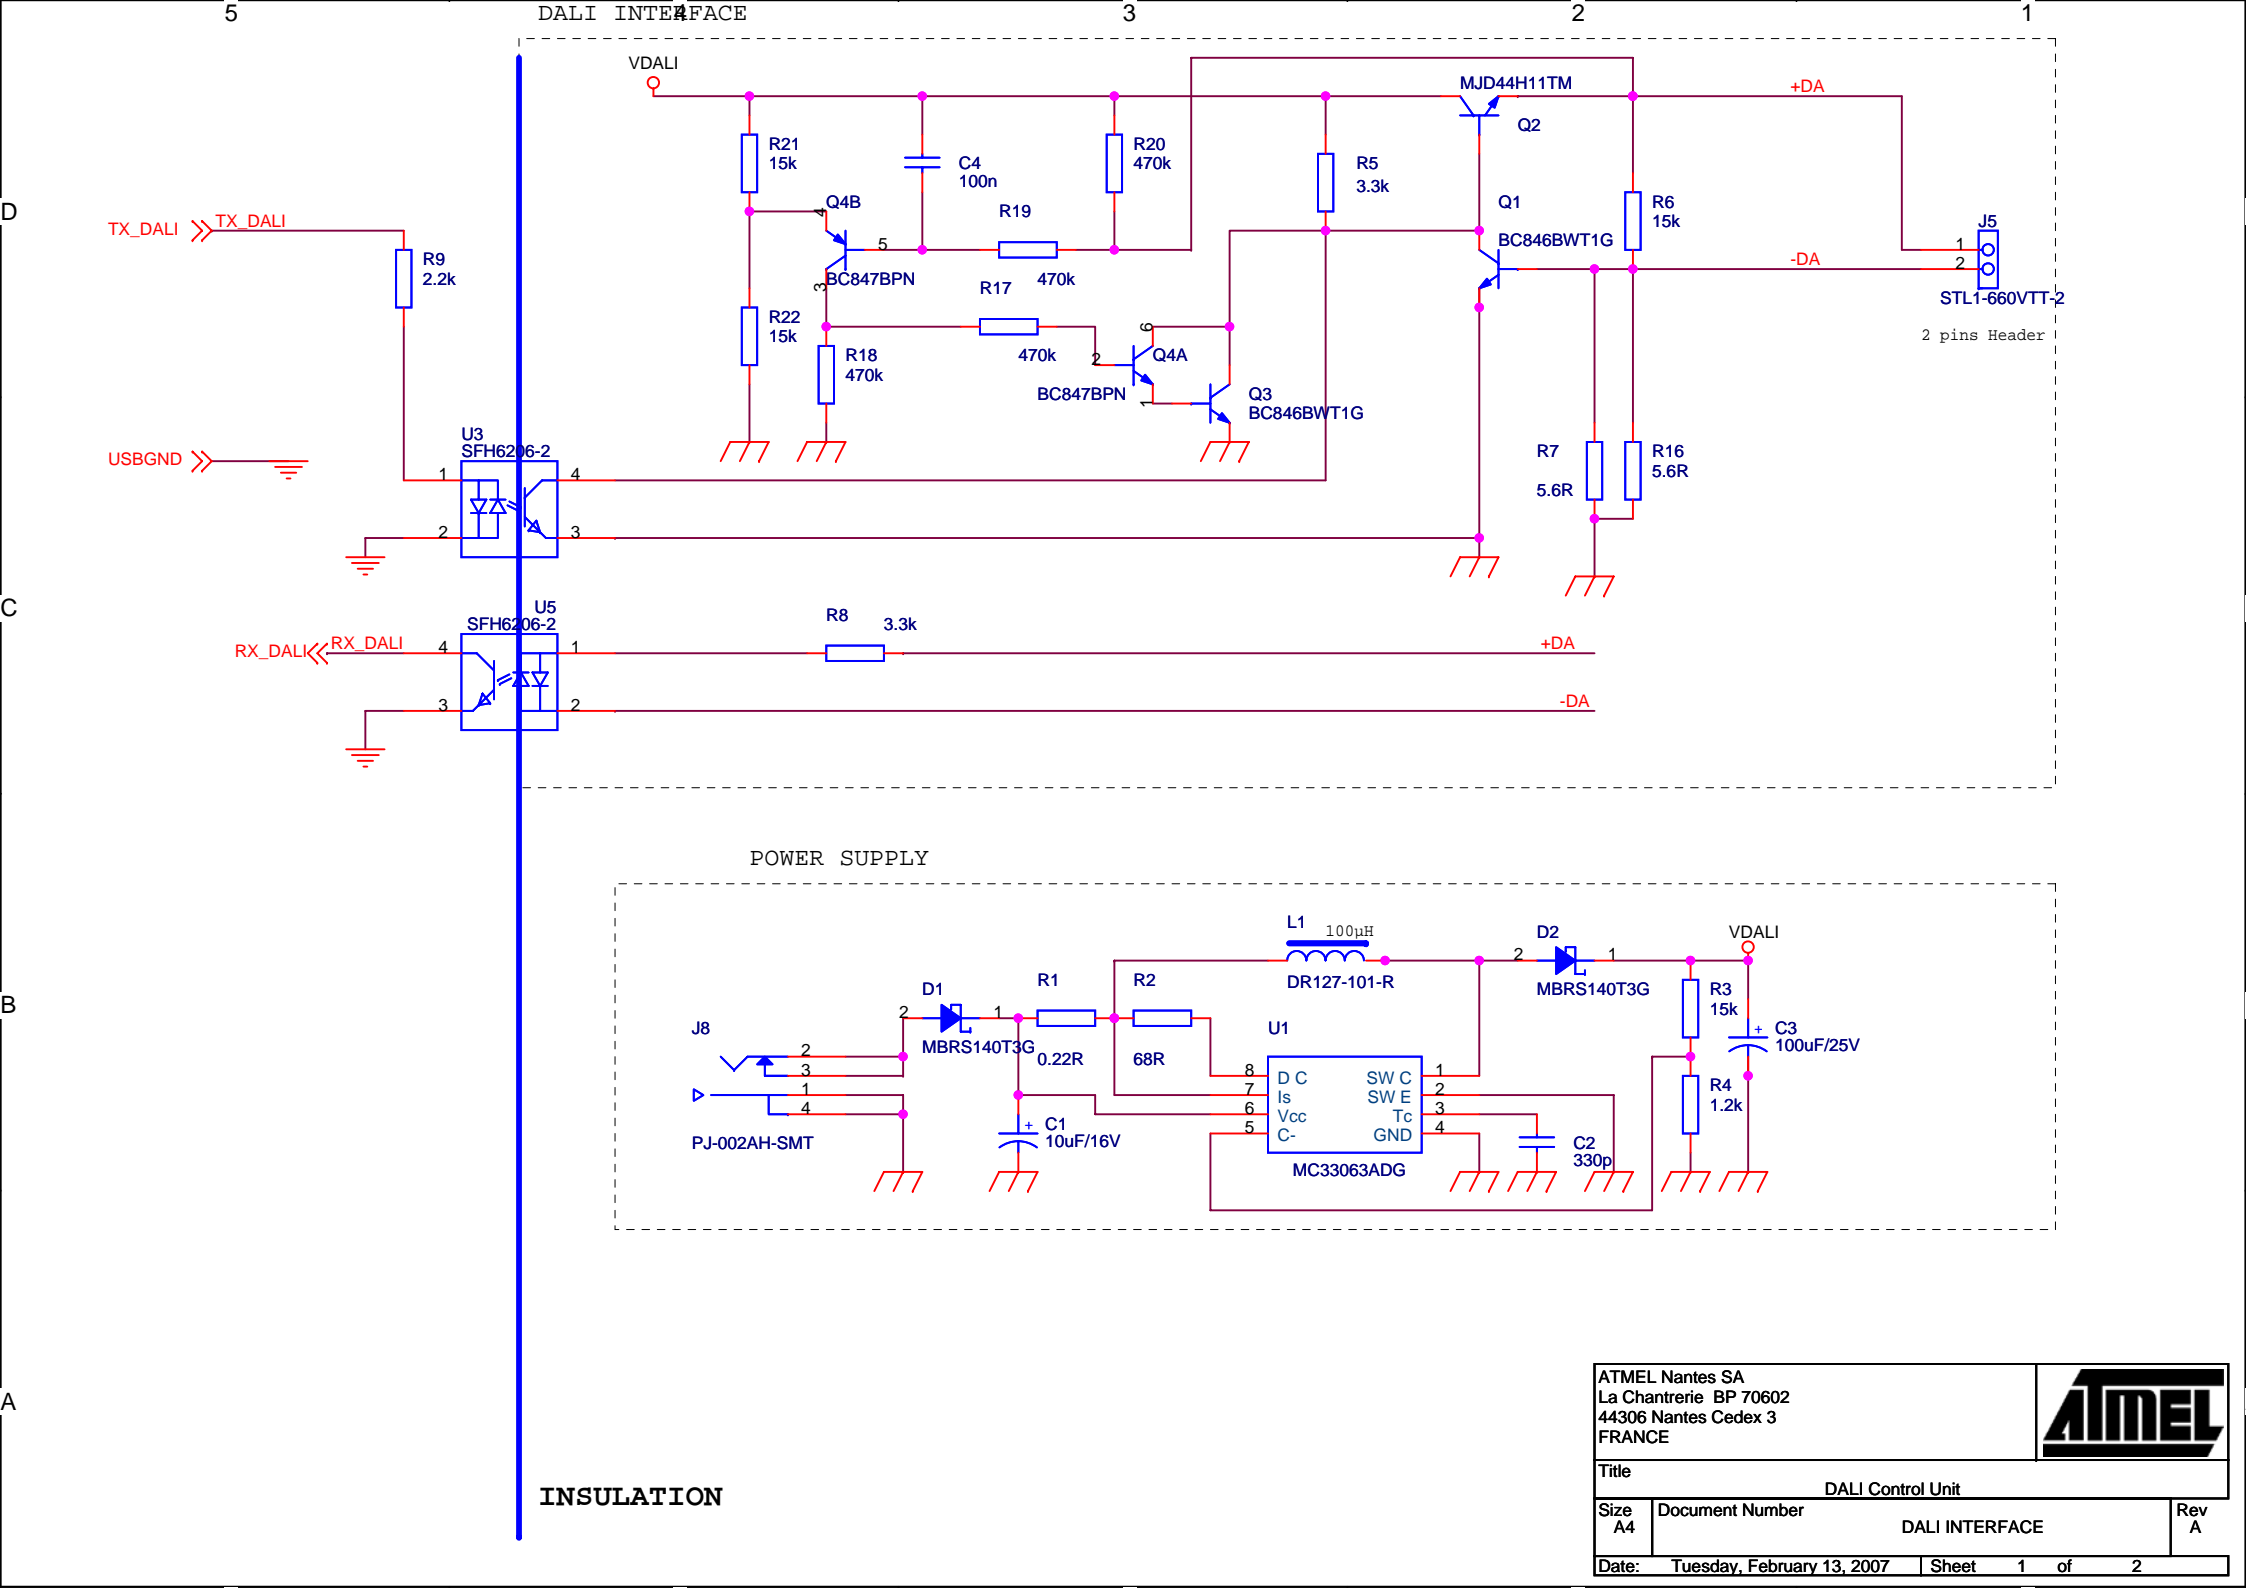 5
4
3
2
1
DALI INTERFACE
VDALI
MJD44H11TM
Q2
+DA
R21
15k
C4
100n
R20
470k
R5
3.3k
D
TX_DALI
TX_DALI
Q4B
4
5
3
BC847BPN
R19
470k
Q1
BC846BWT1G
R6
15k
J5
1
2
-DA
STL1-660VTT-2
2 pins Header
R9
2.2k
R17
470k
R22
15k
R18
470k
6
2
1
Q4A
BC847BPN
Q3
BC846BWT1G
USBGND
U3
SFH6206-2
1
4
2
3
R7
5.6R
R16
5.6R
C
U5
SFH6206-2
R8
3.3k
RX_DALI
RX_DALI
4
1
+DA
3
2
-DA
POWER SUPPLY
L1
100µH
DR127-101-R
D2
2
1
MBRS140T3G
VDALI
B
J8
2
3
1
4
PJ-002AH-SMT
D1
2
1
MBRS140T3G
R1
0.22R
R2
68R
U1
8
D C
SW C
1
7
Is
SW E
2
6
Vcc
Tc
3
5
C-
GND
4
MC33063ADG
+
C1
10uF/16V
C2
330p
R3
15k
R4
1.2k
+
C3
100uF/25V
A
INSULATION
ATMEL Nantes SA
La Chantrerie BP 70602
44306 Nantes Cedex 3
FRANCE
ATMEL
Title
DALI Control Unit
Size
A4
Document Number
DALI INTERFACE
Rev
A
Date: Tuesday, February 13, 2007 Sheet 1 of 2